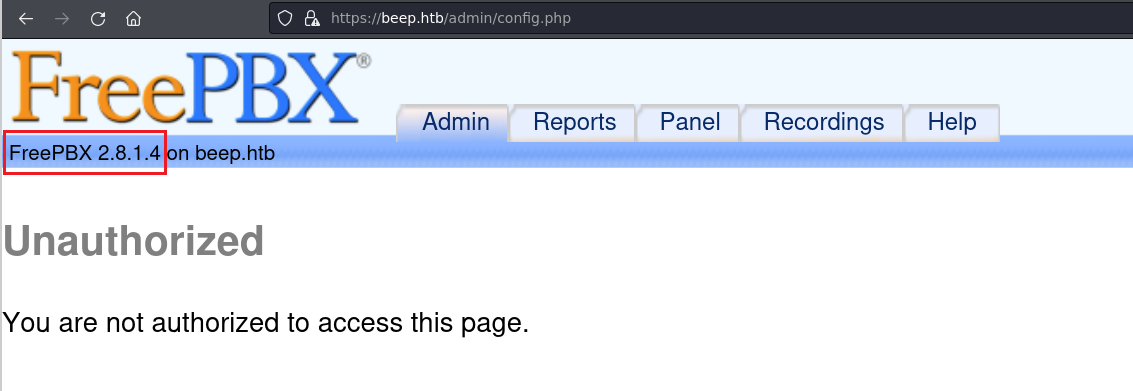 https://beep.htb/admin/config.php
FreePBX®
Admin Reports Panel Recordings Help
FreePBX 2.8.1.4 on beep.htb
Unauthorized
You are not authorized to access this page.